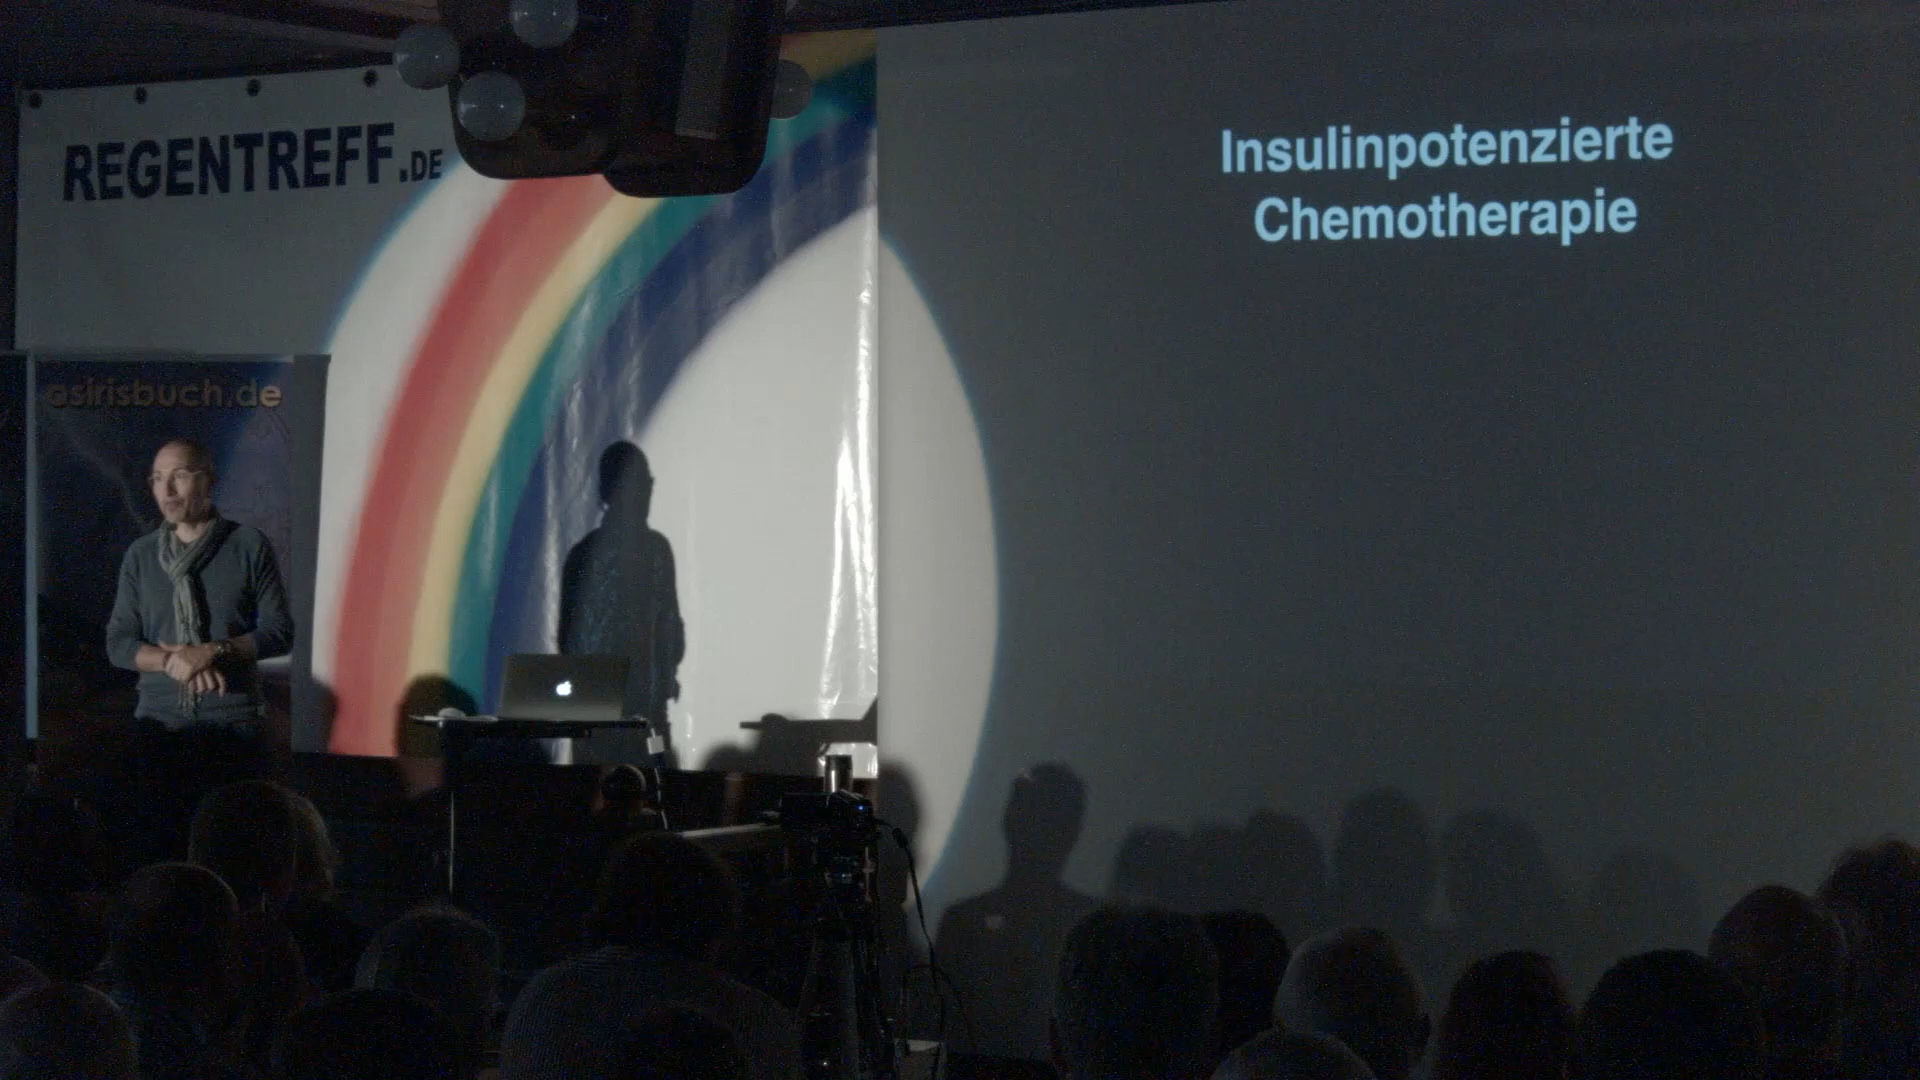 REGENTREFF.DE
osirisbuch.de
Insulinpotenzierte
Chemotherapie